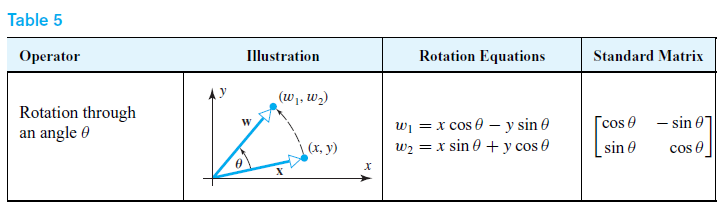 Table 5
Operator Illustration Rotation Equations Standard Matrix
Rotation through
an angle θ
y
(w₁, w₂)
w
(x, y)
θ
x
x
w₁ = x cos θ − y sin θ
w₂ = x sin θ + y cos θ
[cos θ − sin θ]
[sin θ cos θ]